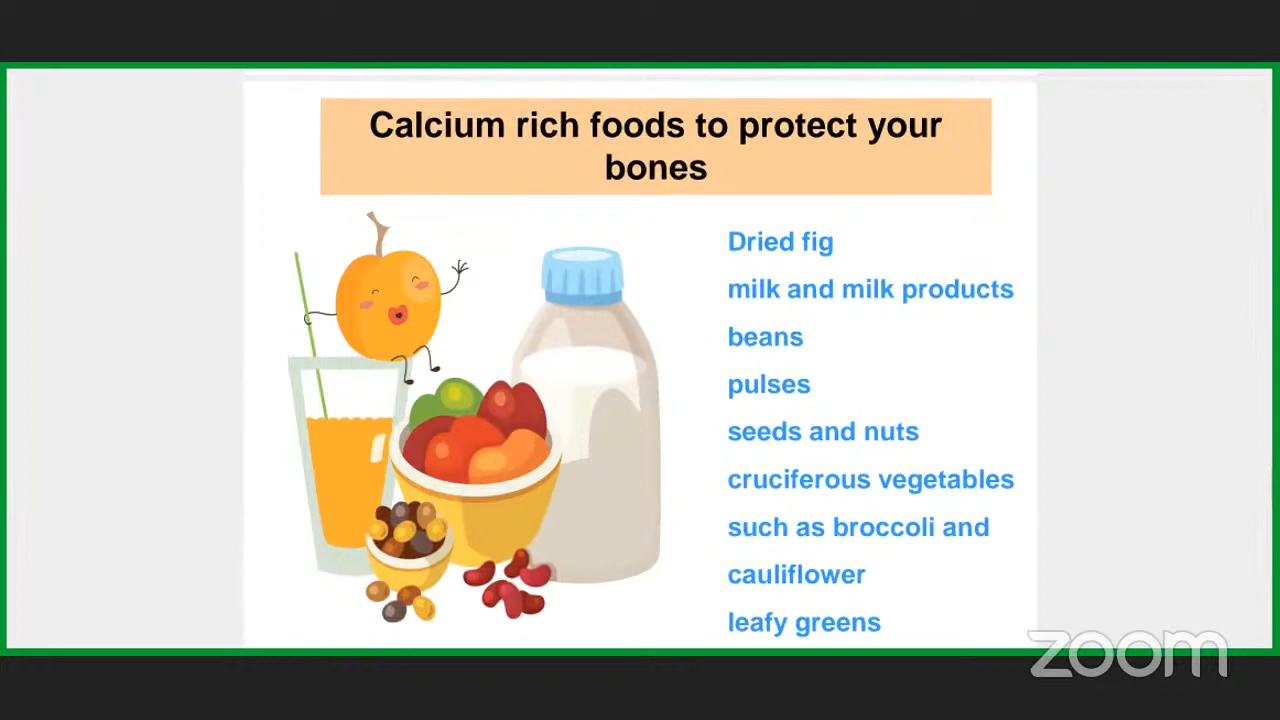 Calcium rich foods to protect your
bones
Dried fig
milk and milk products
beans
pulses
seeds and nuts
cruciferous vegetables
such as broccoli and
cauliflower
leafy greens
zoom